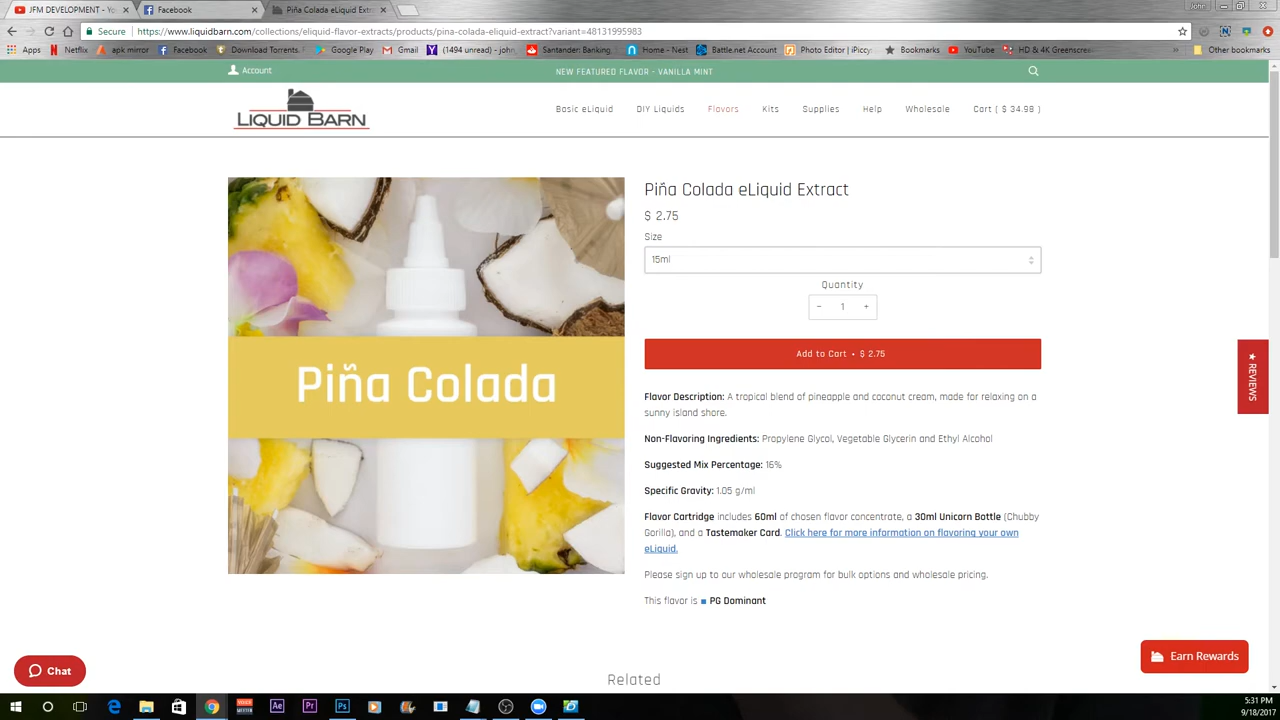 JFM DEVELOPMENT - Yo
Facebook
Piña Colada eLiquid Extr
John
Secure
https://www.liquidbarn.com/collections/eliquid-flavor-extracts/products/pina-colada-eliquid-extract?variant=48131995983
Apps
Netflix
apk mirror
Facebook
Download Torrents.
Google Play
Gmail
(1494 unread) - john
Santander: Banking
Home - Nest
Battle.net Account
Photo Editor | iPiccy
Bookmarks
YouTube
HD & 4K Greenscree
Other bookmarks
Account
NEW FEATURED FLAVOR - VANILLA MINT
LIQUID BARN
Basic eLiquid
DIY Liquids
Flavors
Kits
Supplies
Help
Wholesale
Cart ( $ 34.98 )
Piña Colada
Piña Colada eLiquid Extract
$ 2.75
Size
15ml
Quantity
- 1 +
Add to Cart • $ 2.75
Flavor Description: A tropical blend of pineapple and coconut cream, made for relaxing on a
sunny island shore.
Non-Flavoring Ingredients: Propylene Glycol, Vegetable Glycerin and Ethyl Alcohol
Suggested Mix Percentage: 16%
Specific Gravity: 1.05 g/ml
Flavor Cartridge includes 60ml of chosen flavor concentrate, a 30ml Unicorn Bottle (Chubby
Gorilla), and a Tastemaker Card. Click here for more information on flavoring your own
eLiquid.
Please sign up to our wholesale program for bulk options and wholesale pricing.
This flavor is ■ PG Dominant
★ REVIEWS
Chat
Earn Rewards
Related
5:31 PM
9/18/2017